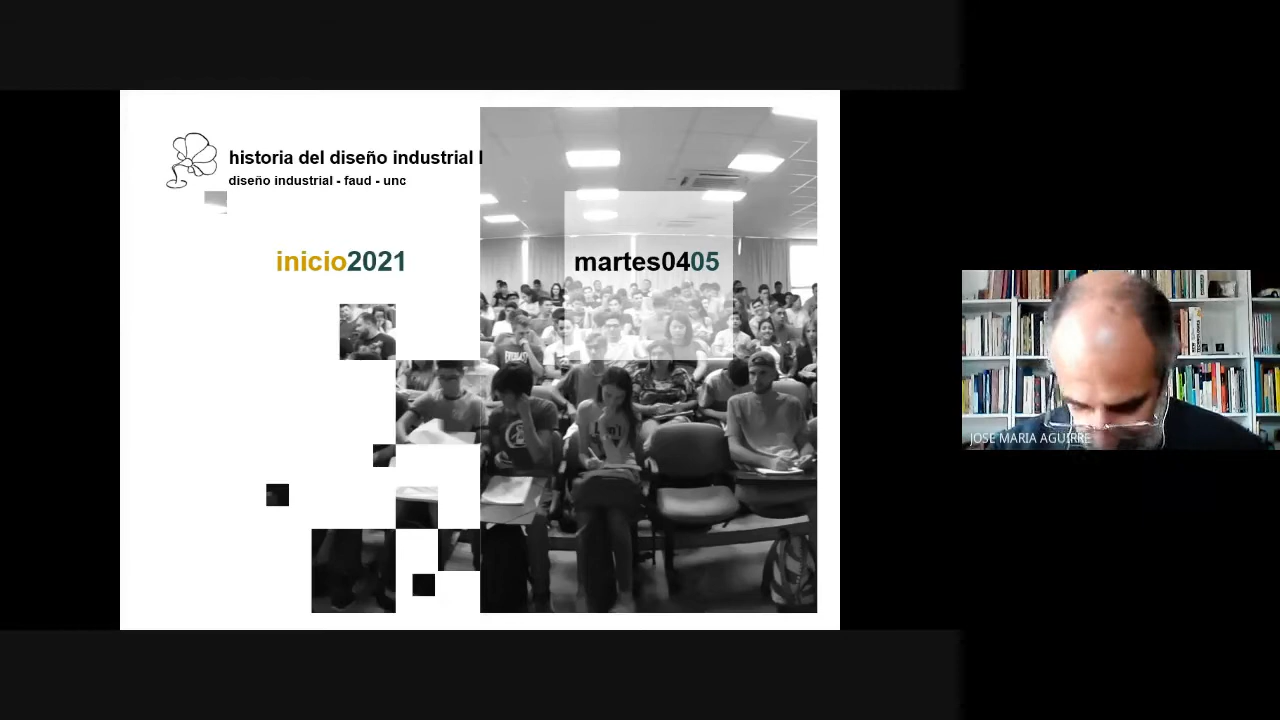 historia del diseño industrial I
diseño industrial - faud - unc
inicio2021
martes0405
JOSE MARIA AGUIRRE